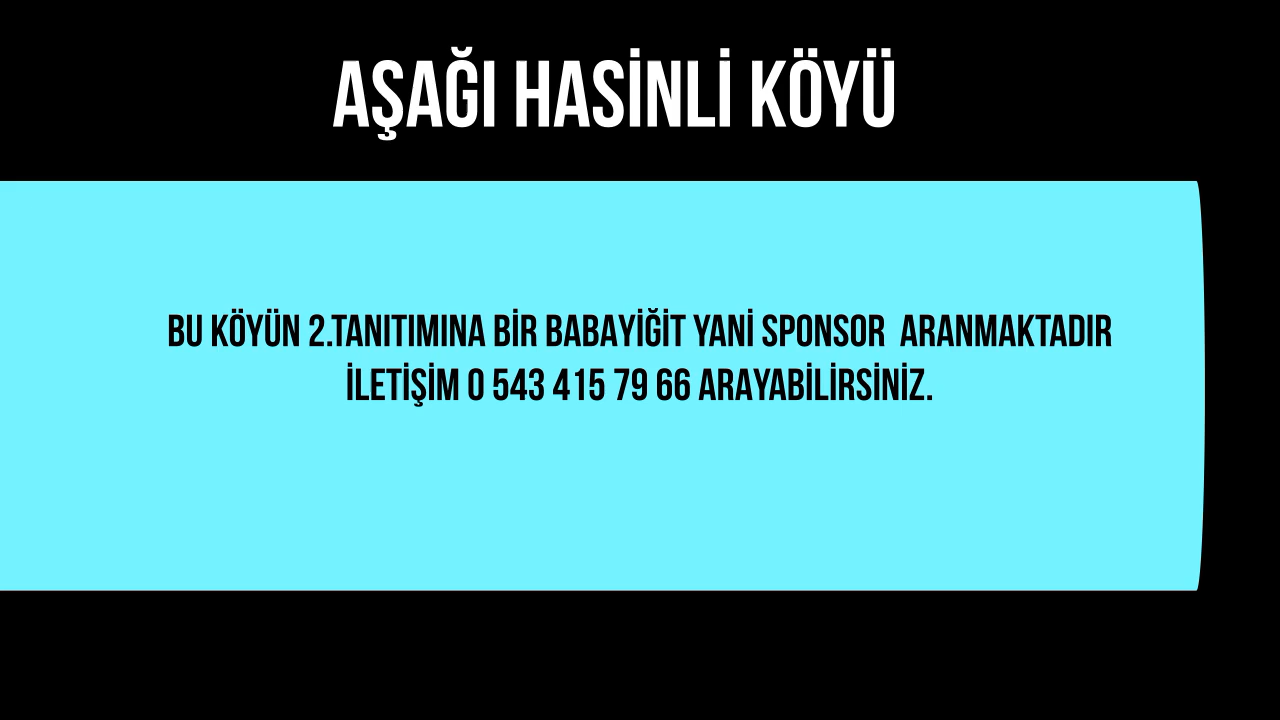 AŞAĞI HASİNLİ KÖYÜ
BU KÖYÜN 2.TANITIMINA BİR BABAYİĞİT YANİ SPONSOR  ARANMAKTADIR
İLETİŞİM 0 543 415 79 66 ARAYABİLİRSİNİZ.